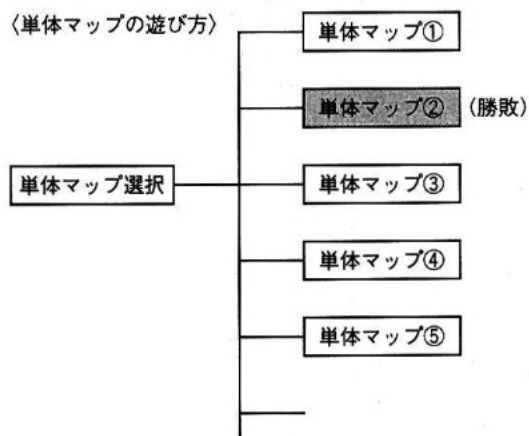 〈単体マップの遊び方〉
単体マップ①
単体マップ② (勝敗)
単体マップ選択
単体マップ③
単体マップ④
単体マップ⑤